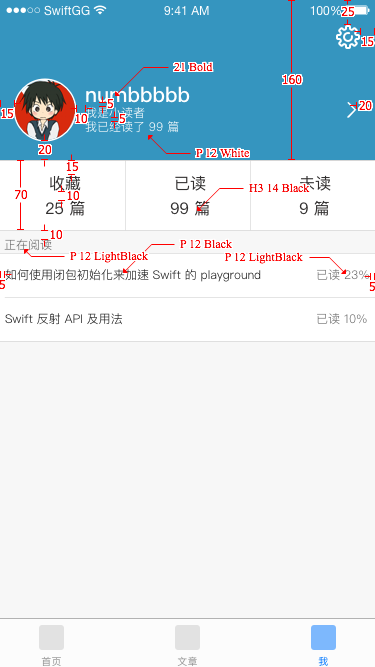 SwiftGG 9:41 AM 100%
25
15
160
21 Bold
numbbbbb
15 10 5 20
我是小读者
5
我已经读了 99 篇
20 P 12 White
15
收藏 已读 未读
70 10 H3 14 Black
25 篇 99 篇 9 篇
10
正在阅读 P 12 Black
P 12 LightBlack P 12 LightBlack
如何使用闭包初始化来加速 Swift 的 playground 已读 23%
5 5
Swift 反射 API 及用法 已读 10%
首页 文章 我